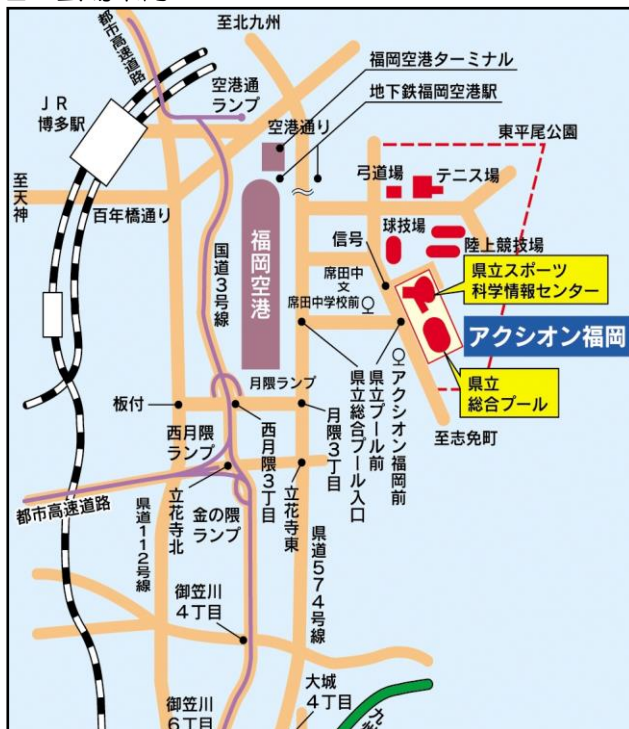 都市高速道路
至北九州
福岡空港ターミナル
地下鉄福岡空港駅
空港通
ランプ
空港通り
JR
博多駅
東平尾公園
弓道場
テニス場
至天神
百年橋通り
国道3号線
福岡空港
球技場
陸上競技場
信号
席田中
文
席田中学校前
県立スポーツ
科学情報センター
アクシオン福岡
県立
総合プール
月隈ランプ
板付
西月隈
ランプ
西月隈3丁目
月隈3丁目
県立総合プール入口
県立プール前
アクシオン福岡前
至志免町
都市高速道路
県道112号線
立花寺北
金の隈
ランプ
立花寺東
県道574号線
御笠川
4丁目
大城
4丁目
御笠川
6丁目
九州